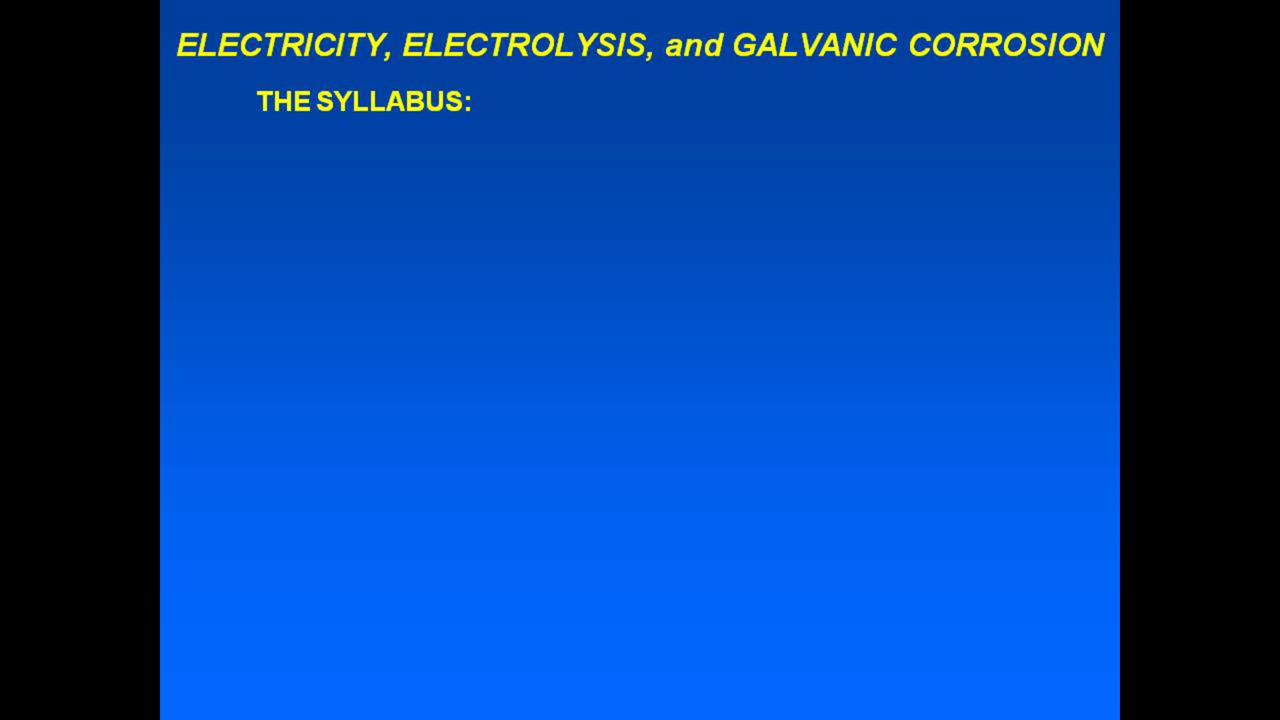 ELECTRICITY, ELECTROLYSIS, and GALVANIC CORROSION
THE SYLLABUS: